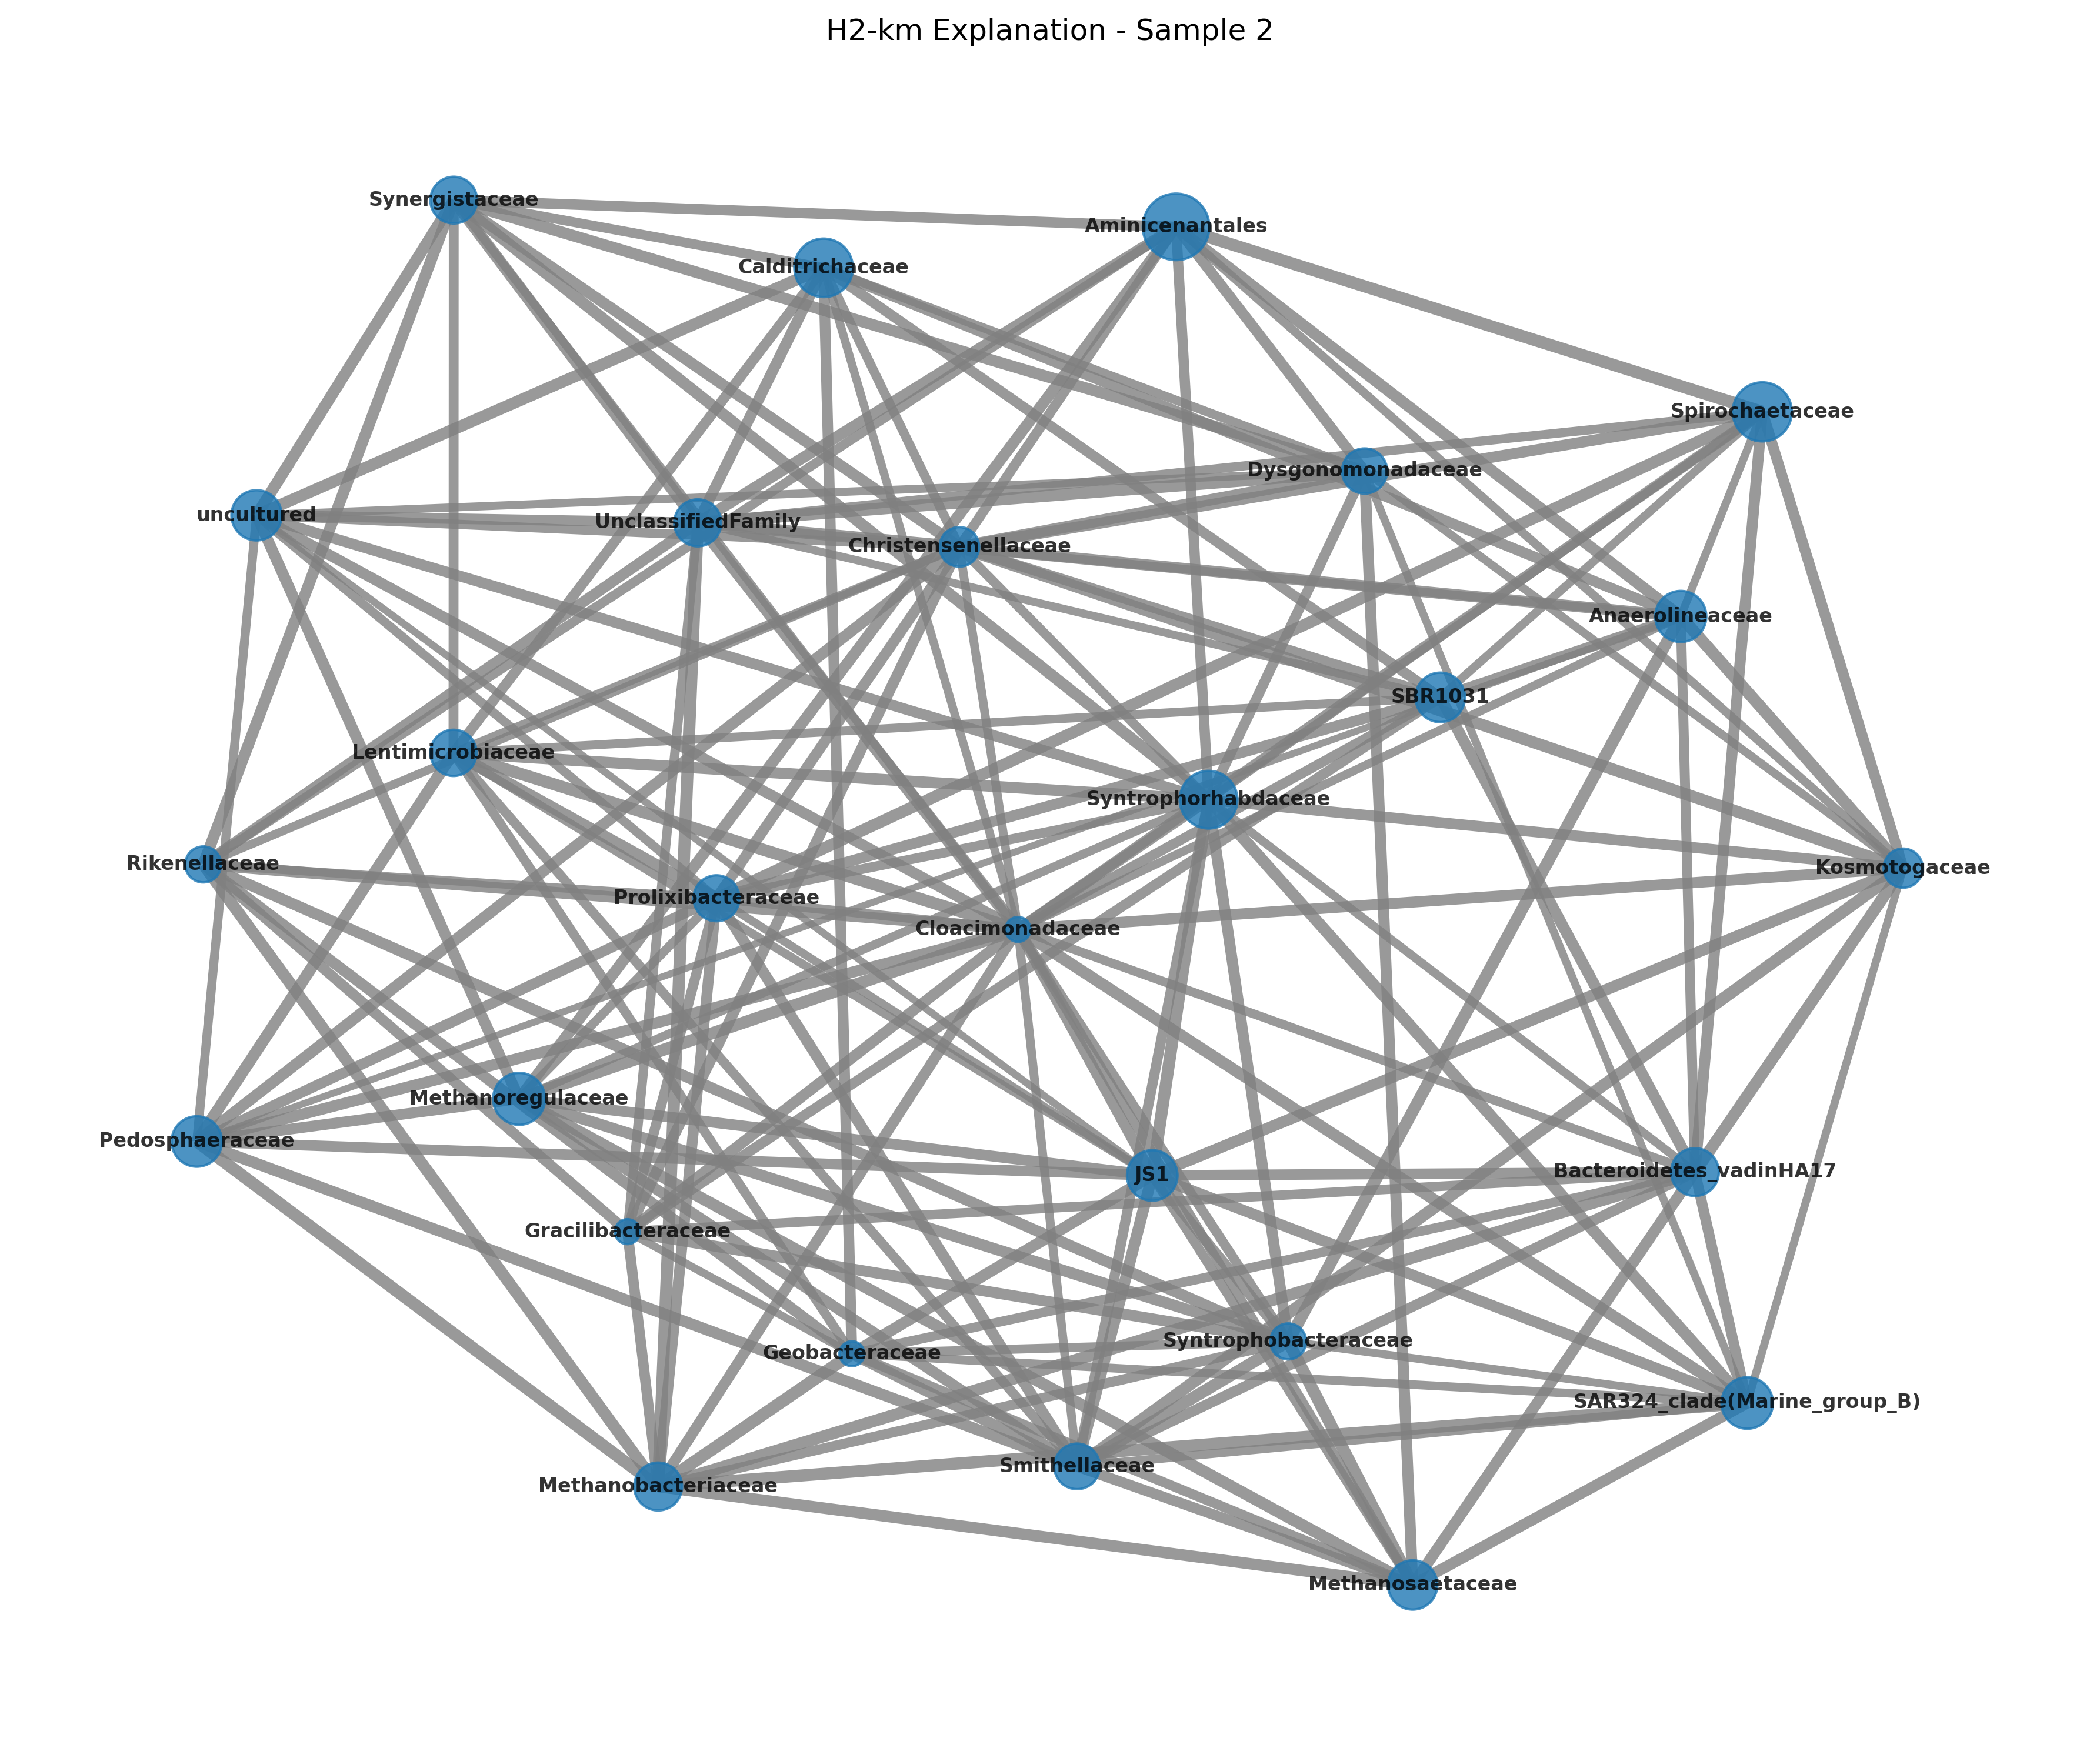 H2-km Explanation - Sample 2
Synergistaceae
Aminicenantales
Calditrichaceae
Spirochaetaceae
Dysgonomonadaceae
uncultured
UnclassifiedFamily
Christensenellaceae
Anaerolineaceae
SBR1031
Lentimicrobiaceae
Syntrophorhabdaceae
Rikenellaceae
Kosmotogaceae
Prolixibacteraceae
Cloacimonadaceae
Methanoregulaceae
Pedosphaeraceae
JS1
Bacteroidetes_vadinHA17
Gracilibacteraceae
Geobacteraceae
Syntrophobacteraceae
SAR324_clade(Marine_group_B)
Smithellaceae
Methanobacteriaceae
Methanosaetaceae